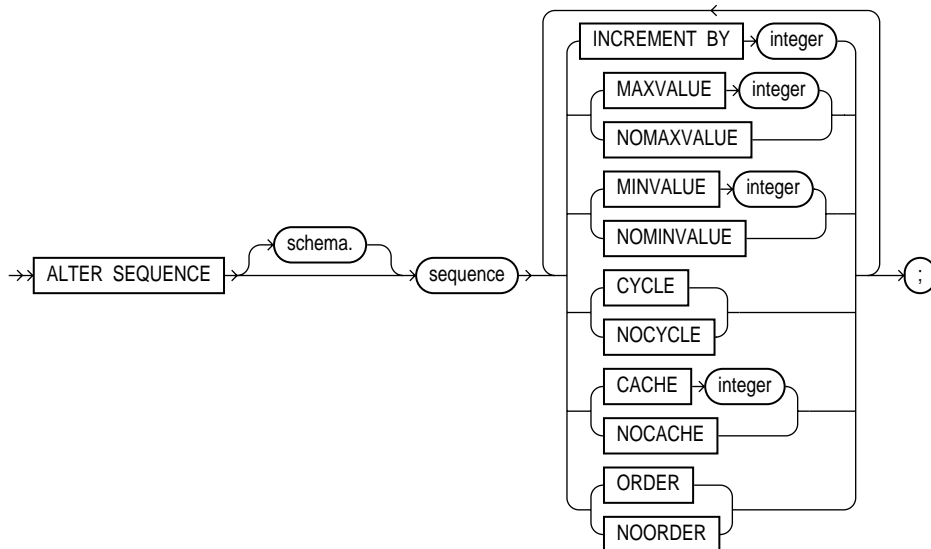 INCREMENT BY integer
MAXVALUE integer
NOMAXVALUE
MINVALUE integer
NOMINVALUE
schema.
ALTER SEQUENCE sequence ;
CYCLE
NOCYCLE
CACHE integer
NOCACHE
ORDER
NOORDER